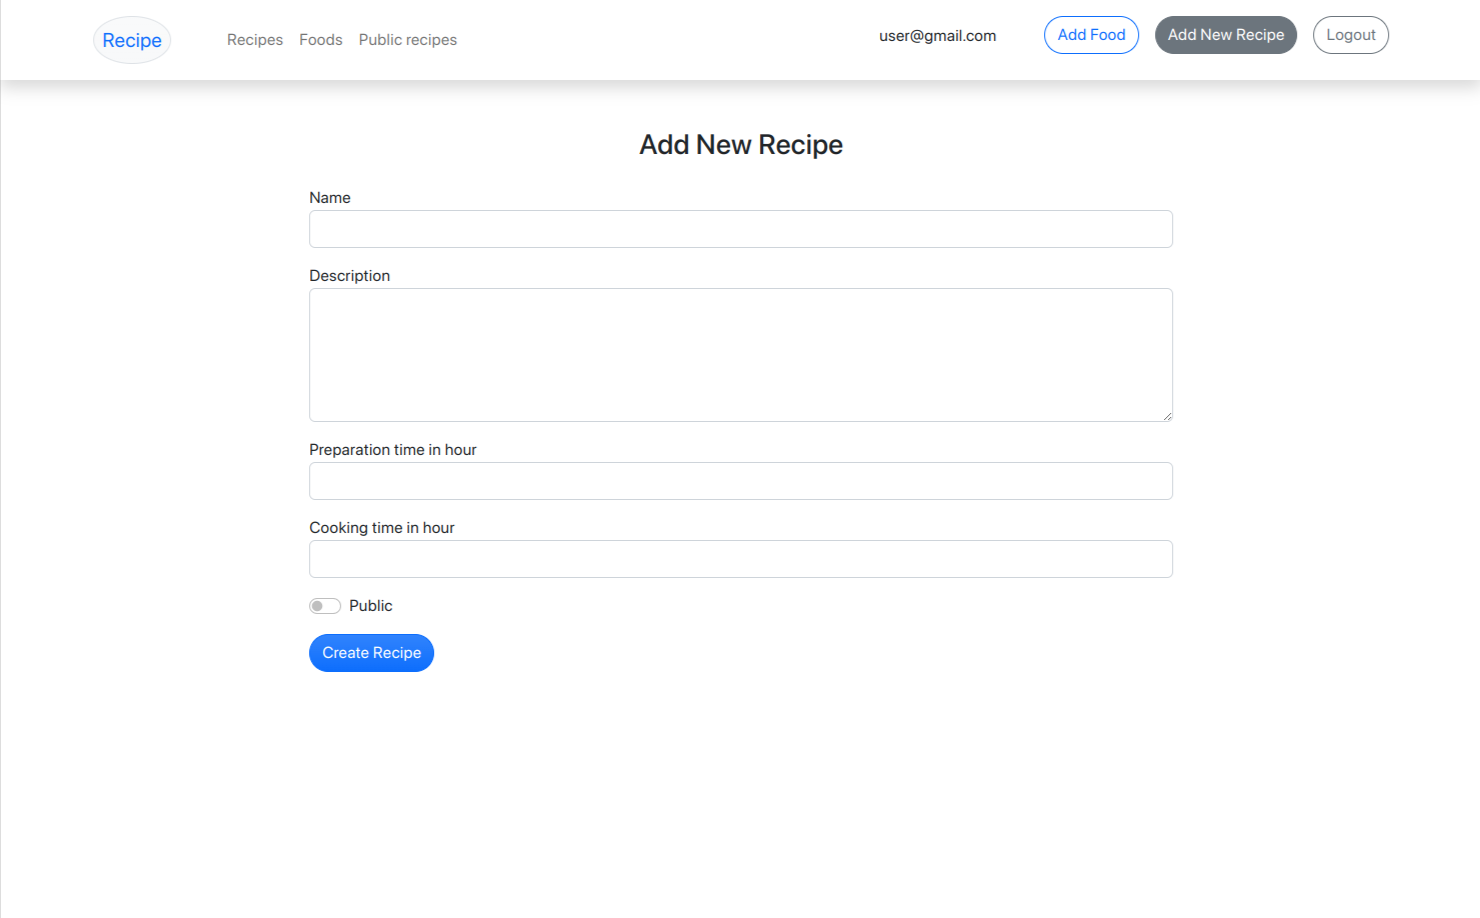 Recipe Recipes Foods Public recipes user@gmail.com Add Food Add New Recipe Logout
Add New Recipe
Name
Description
Preparation time in hour
Cooking time in hour
Public
Create Recipe